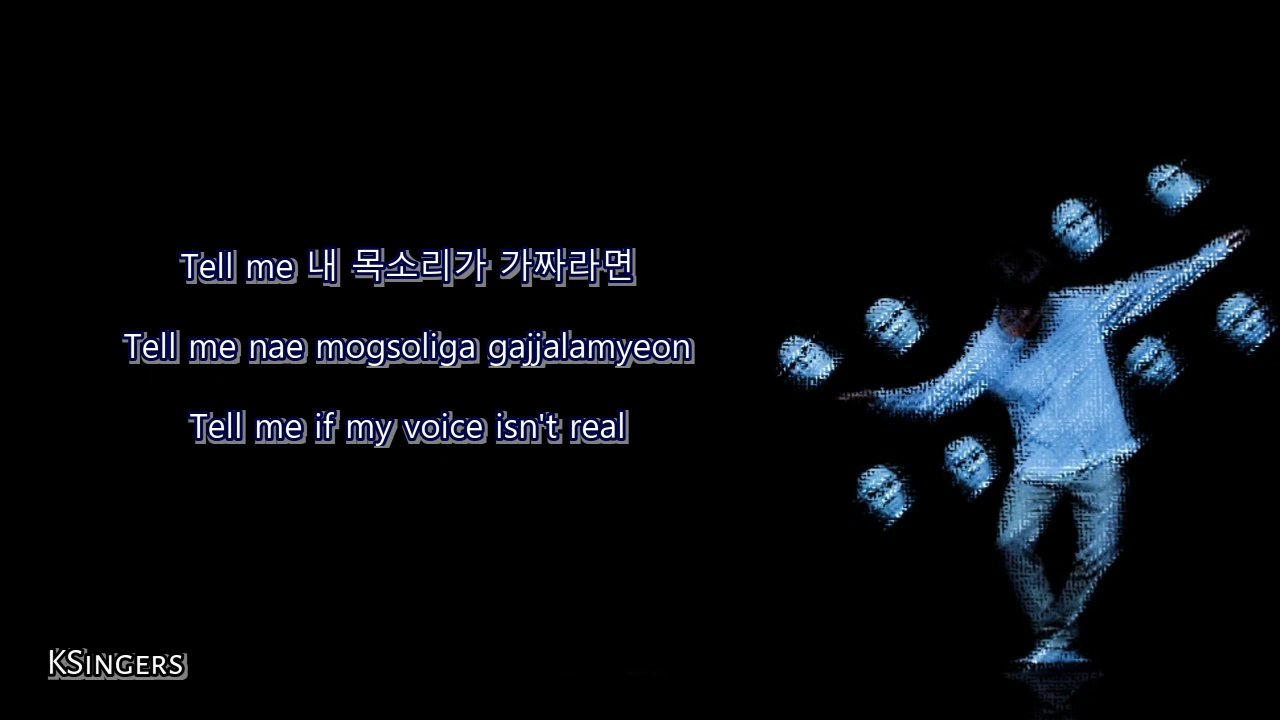 Tell me 내 목소리가 가짜라면
Tell me nae mogsoliga gajjalamyeon
Tell me if my voice isn't real
KSINGERS